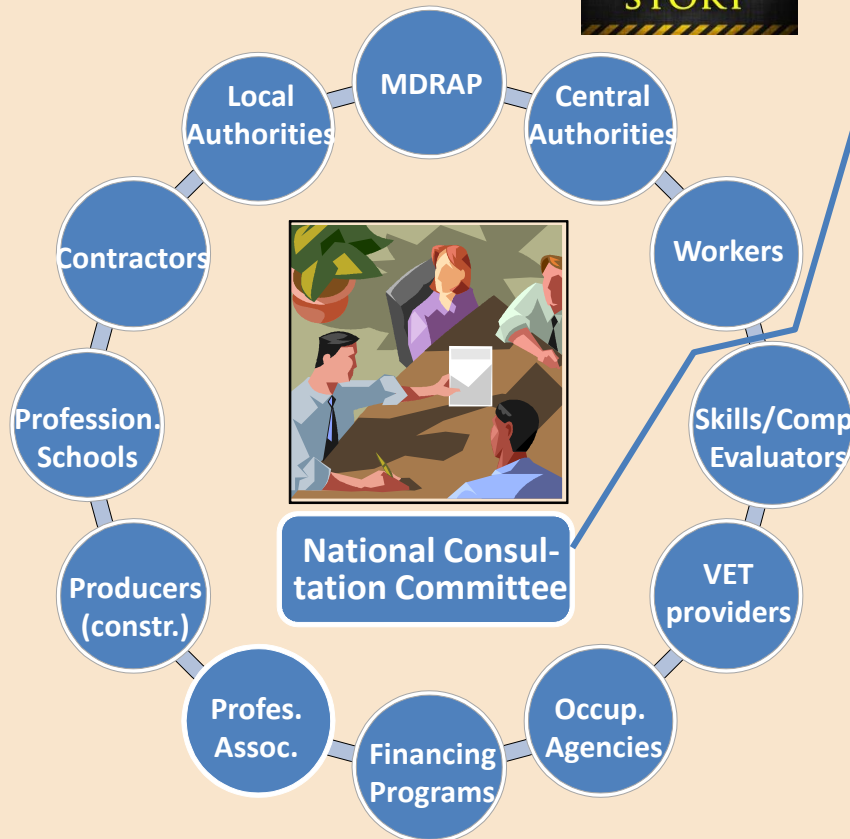 STORY
MDRAP
Central
Authorities
Workers
Skills/Comp
Evaluators
VET
providers
Occup.
Agencies
Financing
Programs
Profes.
Assoc.
Producers
(constr.)
Profession.
Schools
Contractors
Local
Authorities
National Consul-
tation Committee